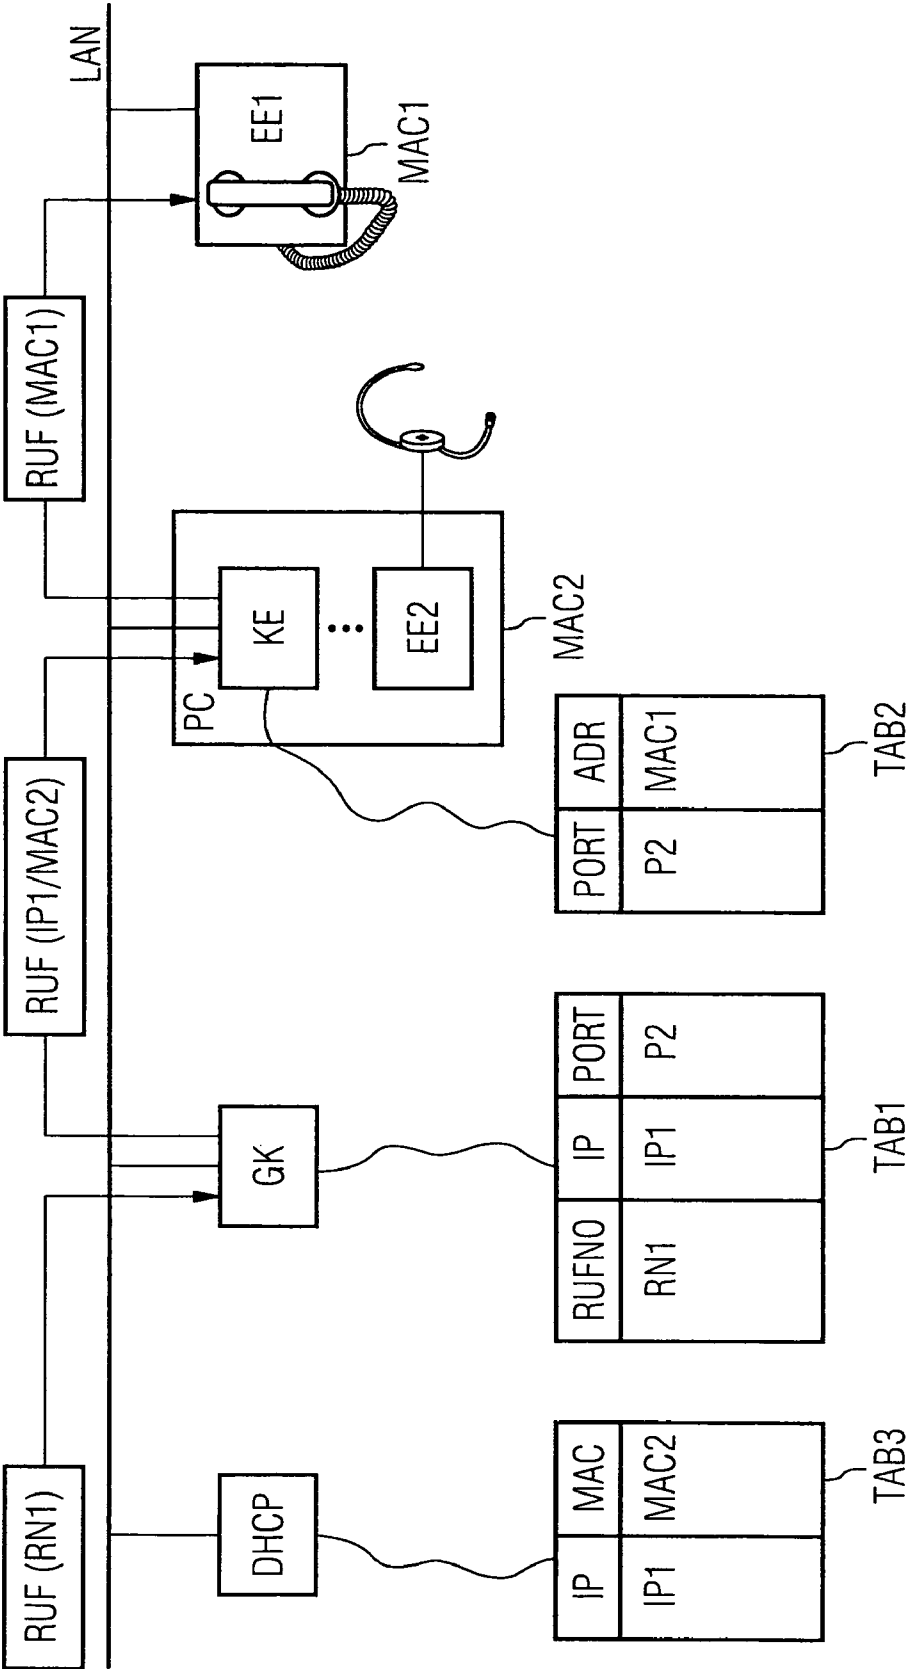 RUF (RN1)
RUF (IP1/MAC2)
RUF (MAC1)
LAN
DHCP
GK
PC
KE
EE2
EE1
MAC1
MAC2
IP MAC
IP1 MAC2
TAB3
RUFNO IP PORT
RN1 IP1 P2
TAB1
PORT ADR
P2 MAC1
TAB2